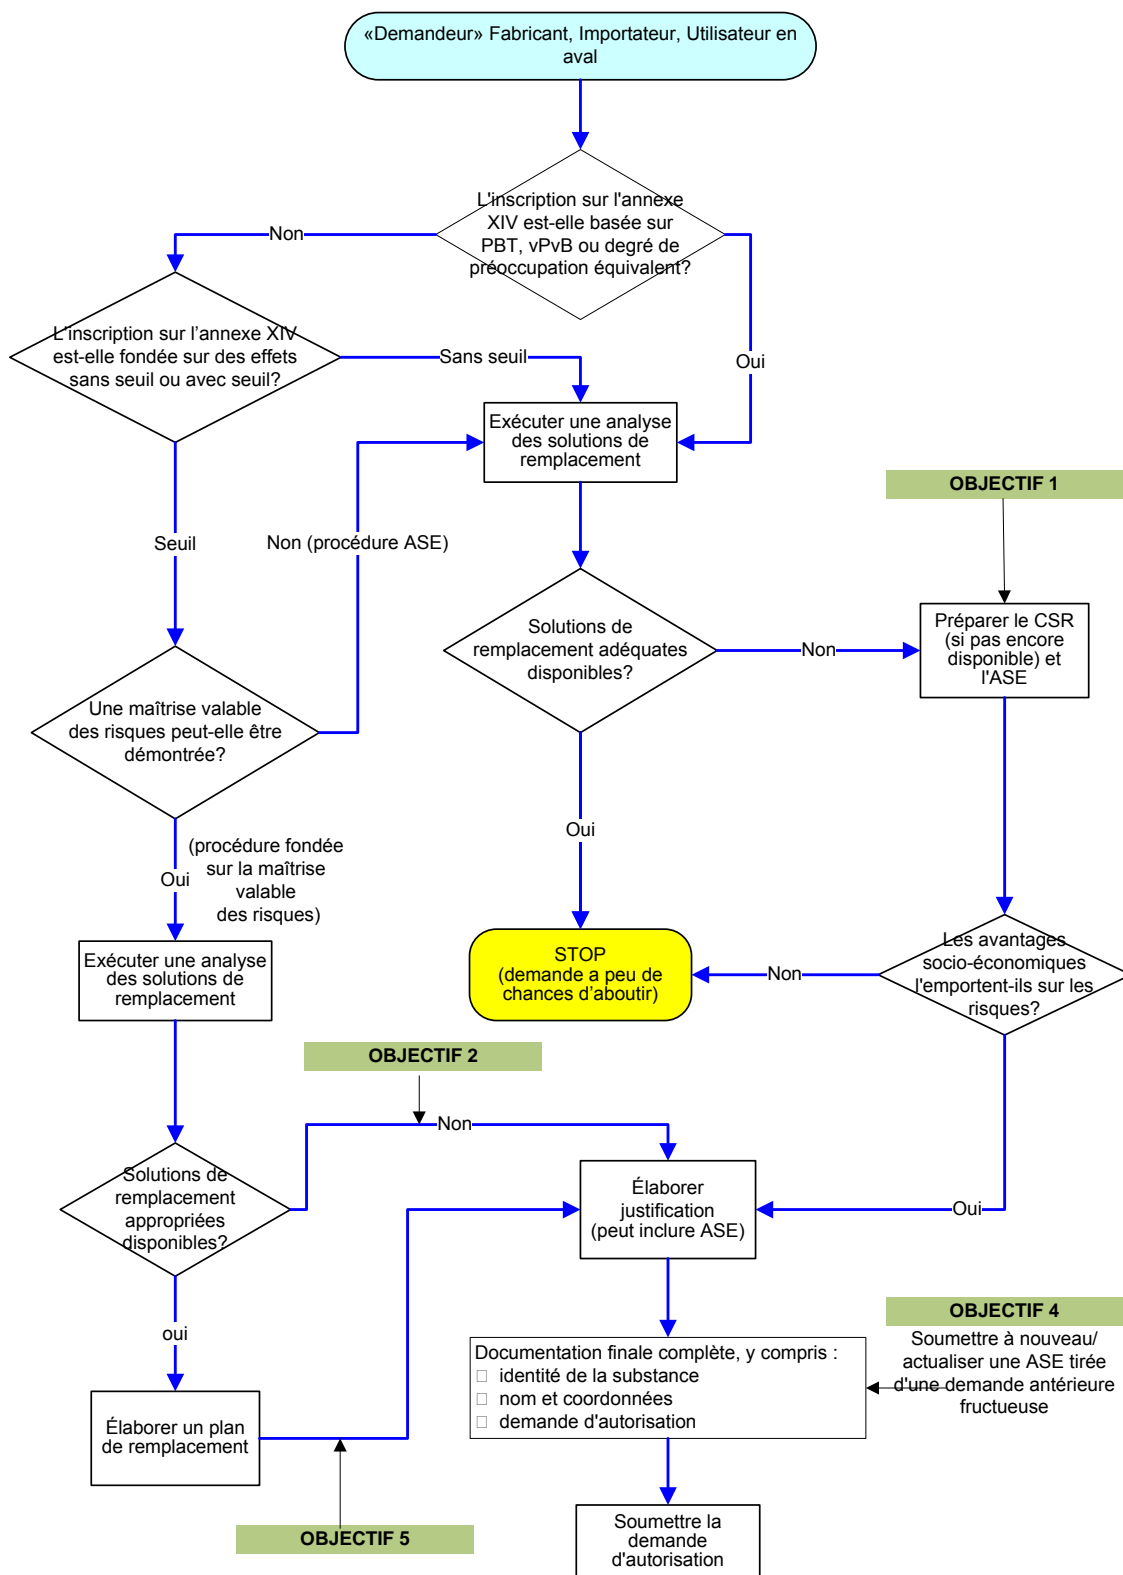 «Demandeur» Fabricant, Importateur, Utilisateur en
aval
L'inscription sur l'annexe
XIV est-elle basée sur
PBT, vPvB ou degré de
préoccupation équivalent?
Non
L'inscription sur l’annexe XIV
est-elle fondée sur des effets
sans seuil ou avec seuil?
Sans seuil
Oui
Exécuter une analyse
des solutions de
remplacement
OBJECTIF 1
Seuil
Non (procédure ASE)
Solutions de
remplacement adéquates
disponibles?
Non
Préparer le CSR
(si pas encore
disponible) et
l'ASE
Une maîtrise valable
des risques peut-elle être
démontrée?
Oui
(procédure fondée
sur la maîtrise
valable
des risques)
Oui
Exécuter une analyse
des solutions de
remplacement
STOP
(demande a peu de
chances d’aboutir)
Non
Les avantages
socio-économiques
l'emportent-ils sur les
risques?
OBJECTIF 2
Non
Solutions de
remplacement
appropriées
disponibles?
Élaborer
justification
(peut inclure ASE)
Oui
oui
Documentation finale complète, y compris :
□ identité de la substance
□ nom et coordonnées
□ demande d'autorisation
OBJECTIF 4
Soumettre à nouveau/
actualiser une ASE tirée
d'une demande antérieure
fructueuse
Élaborer un plan
de remplacement
OBJECTIF 5
Soumettre la
demande
d'autorisation